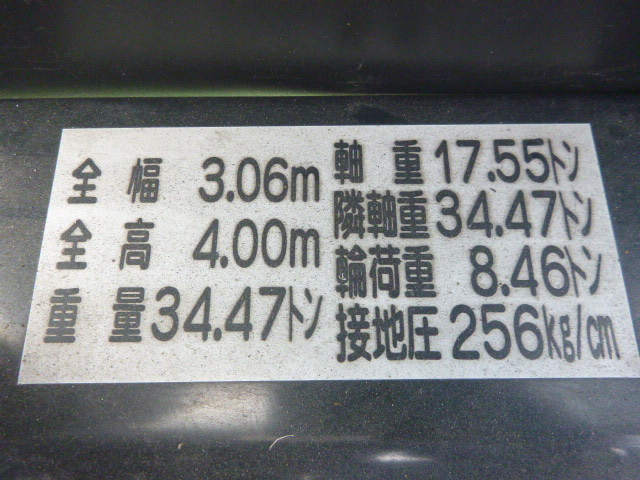 全幅 3.06m
全高 4.00m
重量 34.47トン
軸重 17.55トン
隣軸重 34.47トン
輪荷重 8.46トン
接地圧 256kg/cm